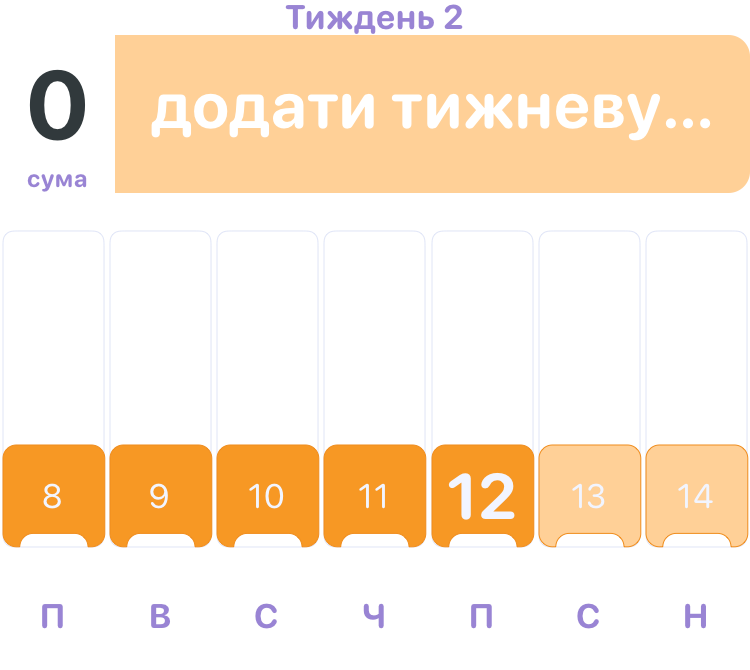 Тиждень 2
0
сума
додати тижневу...
8 9 10 11 12 13 14
П В С Ч П С Н